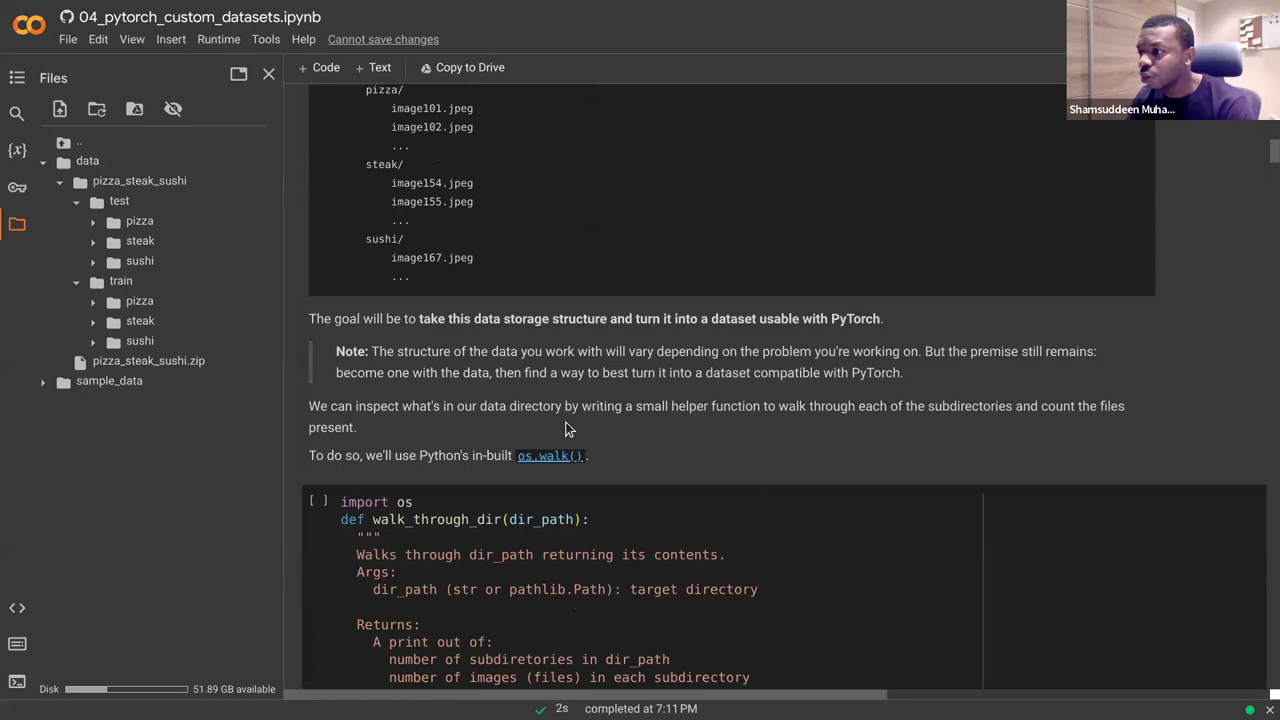 04_pytorch_custom_datasets.ipynb
File Edit View Insert Runtime Tools Help Cannot save changes
Files
+ Code + Text Copy to Drive
..
data
pizza_steak_sushi
test
pizza
steak
sushi
train
pizza
steak
sushi
pizza_steak_sushi.zip
sample_data
Disk 51.89 GB available
pizza/
image101.jpeg
image102.jpeg
...
steak/
image154.jpeg
image155.jpeg
...
sushi/
image167.jpeg
...
The goal will be to take this data storage structure and turn it into a dataset usable with PyTorch.
Note: The structure of the data you work with will vary depending on the problem you're working on. But the premise still remains:
become one with the data, then find a way to best turn it into a dataset compatible with PyTorch.
We can inspect what's in our data directory by writing a small helper function to walk through each of the subdirectories and count the files
present.
To do so, we'll use Python's in-built os.walk().
[ ] import os
def walk_through_dir(dir_path):
"""
Walks through dir_path returning its contents.
Args:
dir_path (str or pathlib.Path): target directory
Returns:
A print out of:
number of subdiretories in dir_path
number of images (files) in each subdirectory
2s completed at 7:11 PM
Shamsuddeen Muha...